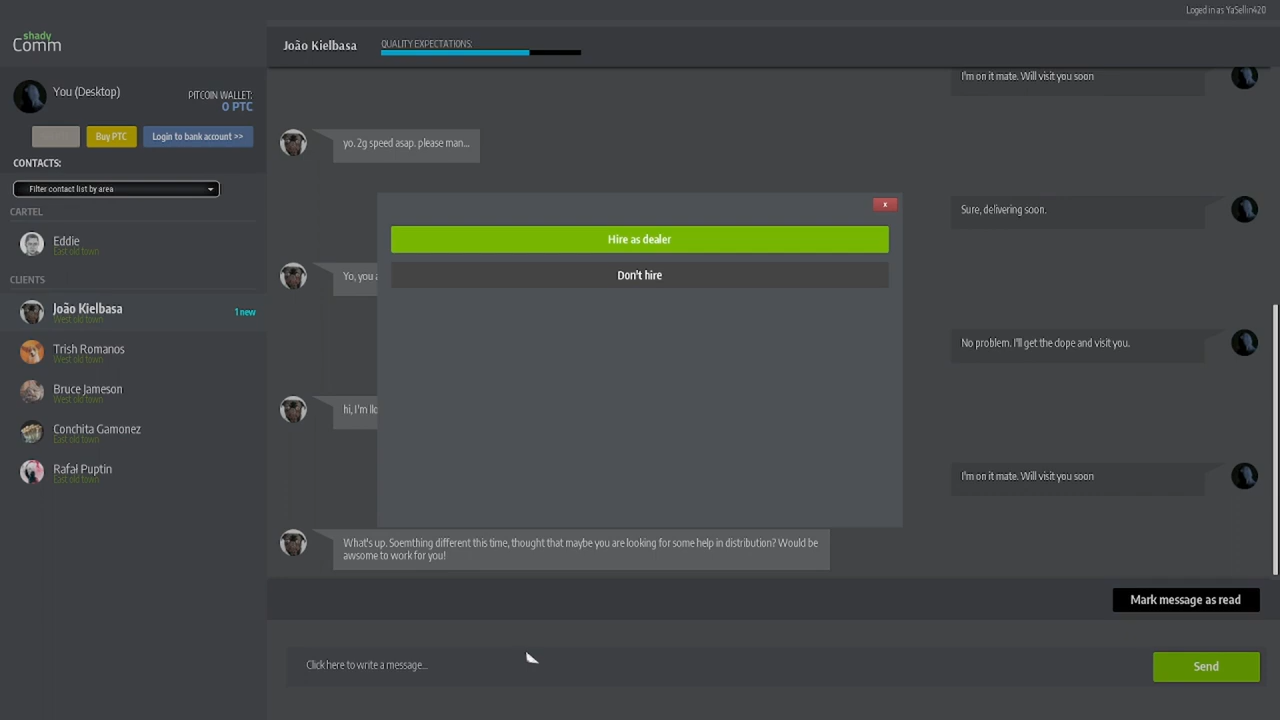 Loged in as YaSellin420
shady
Comm
João Kielbasa
QUALITY EXPECTATIONS:
You (Desktop)
PITCOIN WALLET:
0 PTC
Buy PTC
Login to bank account >>
CONTACTS:
Filter contact list by area
CARTEL
Eddie
East old town
CLIENTS
João Kielbasa
West old town
1 new
Trish Romanos
West old town
Bruce Jameson
West old town
Conchita Gamonez
East old town
Rafał Puptin
East old town
I'm on it mate. Will visit you soon
yo. 2g speed asap. please man...
Sure, delivering soon.
x
Hire as dealer
Don't hire
Yo, you
No problem. I'll get the dope and visit you.
hi, I'm
I'm on it mate. Will visit you soon
What's up. Soemthing different this time, thought that maybe you are looking for some help in distribution? Would be
awsome to work for you!
Mark message as read
Click here to write a message...
Send